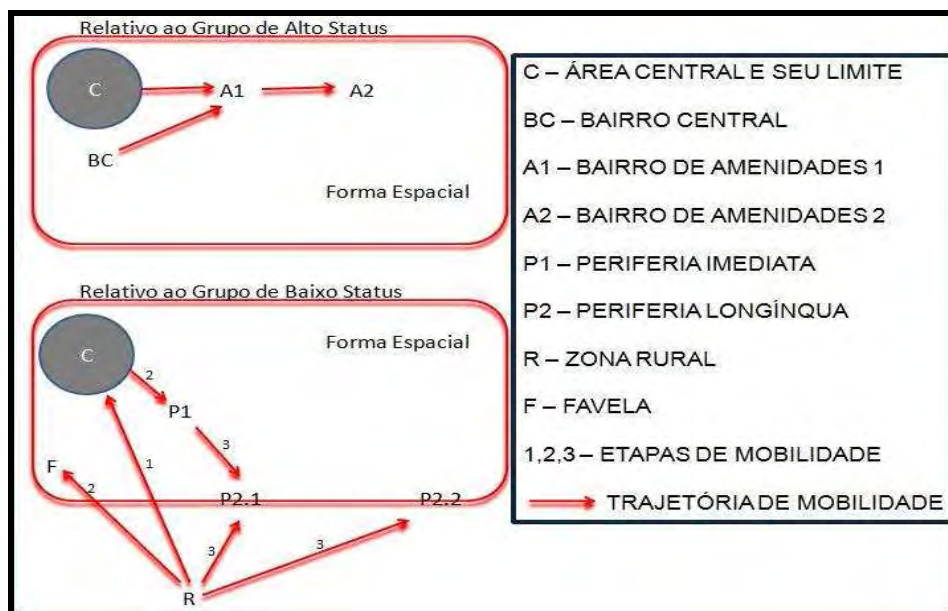 Relativo ao Grupo de Alto Status
C
A1
A2
BC
Forma Espacial
Relativo ao Grupo de Baixo Status
Forma Espacial
C
2
P1
3
F
1
2
P2.1
P2.2
3
3
R
C – ÁREA CENTRAL E SEU LIMITE
BC – BAIRRO CENTRAL
A1 – BAIRRO DE AMENIDADES 1
A2 – BAIRRO DE AMENIDADES 2
P1 – PERIFERIA IMEDIATA
P2 – PERIFERIA LONGÍNQUA
R – ZONA RURAL
F – FAVELA
1,2,3 – ETAPAS DE MOBILIDADE
TRAJETÓRIA DE MOBILIDADE